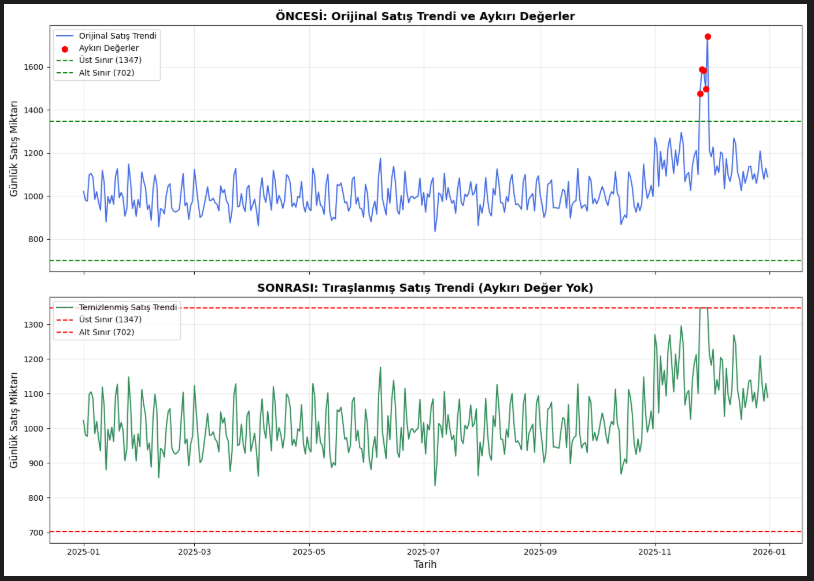 ÖNCESİ: Orijinal Satış Trendi ve Aykırı Değerler
Orijinal Satış Trendi
Aykırı Değerler
Üst Sınır (1347)
Alt Sınır (702)
Günlük Satış Miktarı
1600
1400
1200
1000
800
SONRASI: Tıraşlanmış Satış Trendi (Aykırı Değer Yok)
Temizlenmiş Satış Trendi
Üst Sınır (1347)
Alt Sınır (702)
Günlük Satış Miktarı
1300
1200
1100
1000
900
800
700
2025-01 2025-03 2025-05 2025-07 2025-09 2025-11 2026-01
Tarih